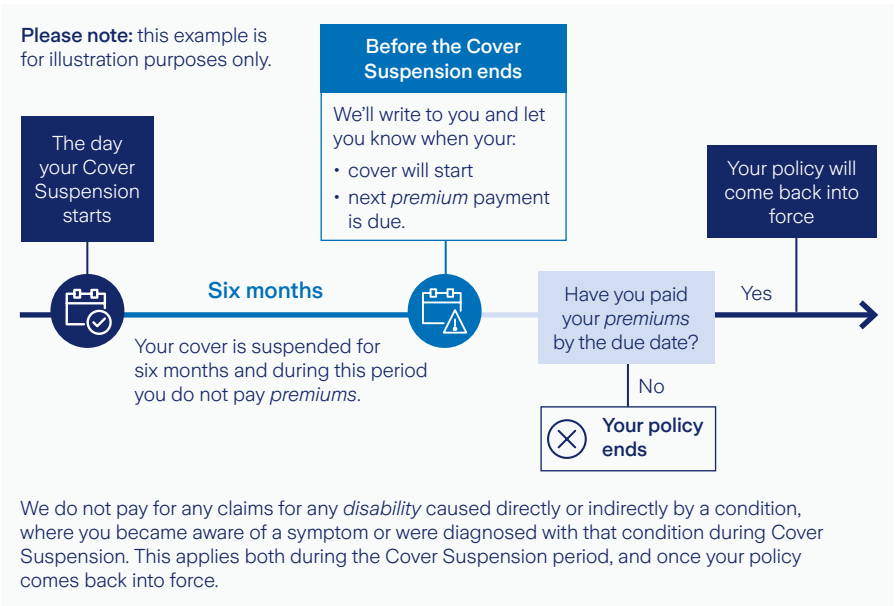 Please note: this example is
for illustration purposes only.
The day
your Cover
Suspension
starts
Before the Cover
Suspension ends
We'll write to you and let
you know when your:
• cover will start
• next premium payment
is due.
Your policy will
come back into
force
Six months
Your cover is suspended for
six months and during this period
you do not pay premiums.
Have you paid
your premiums
by the due date?
Yes
No
Your policy
ends
We do not pay for any claims for any disability caused directly or indirectly by a condition,
where you became aware of a symptom or were diagnosed with that condition during Cover
Suspension. This applies both during the Cover Suspension period, and once your policy
comes back into force.